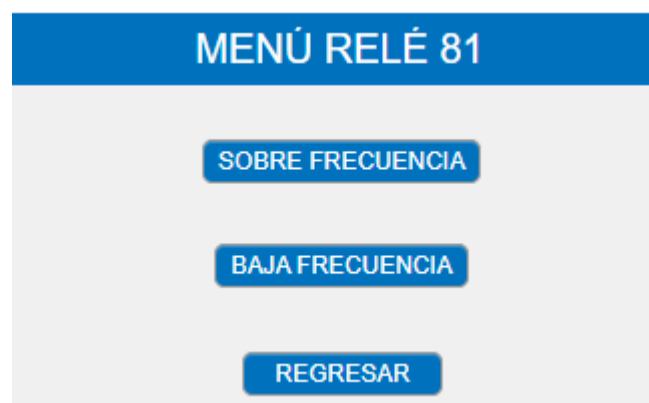 MENÚ RELÉ 81
SOBRE FRECUENCIA
BAJA FRECUENCIA
REGRESAR